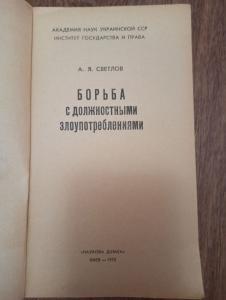 АКАДЕМИЯ НАУК УКРАИНСКОЙ ССР
ИНСТИТУТ ГОСУДАРСТВА И ПРАВА
А. Я. СВЕТЛОВ
БОРЬБА
С ДОЛЖНОСТНЫМИ
ЗЛОУПОТРЕБЛЕНИЯМИ
«НАУКОВА ДУМКА»